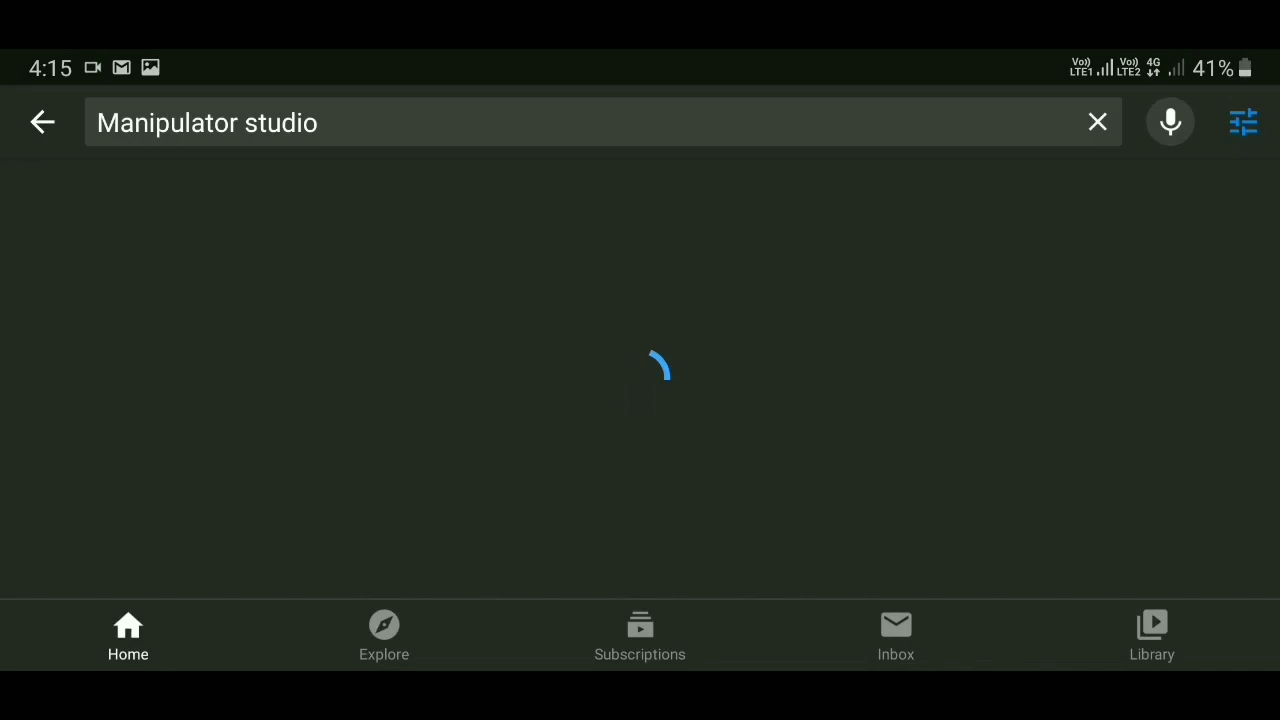 4:15 Vo)) LTE1 Vo)) LTE2 4G 41%
Manipulator studio
Home Explore Subscriptions Inbox Library